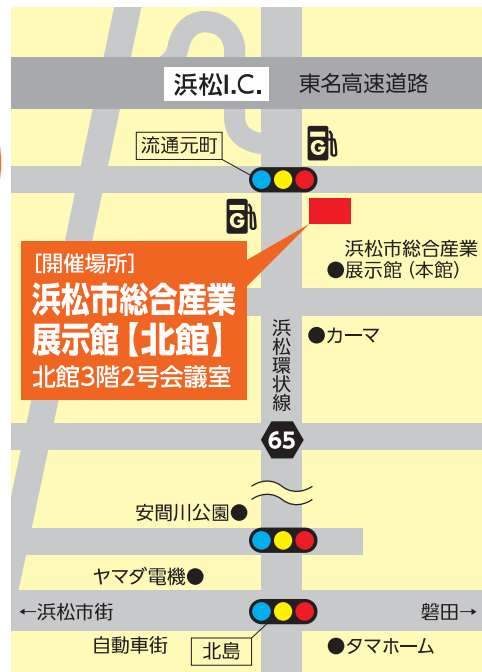 浜松I.C.
東名高速道路
流通元町
G
G
浜松市総合産業
●展示館(本館)
[開催場所]
浜松市総合産業
展示館【北館】
北館3階2号会議室
浜松環状線
●カーマ
65
安間川公園●
ヤマダ電機●
←浜松市街
磐田→
自動車街
北島
●タマホーム